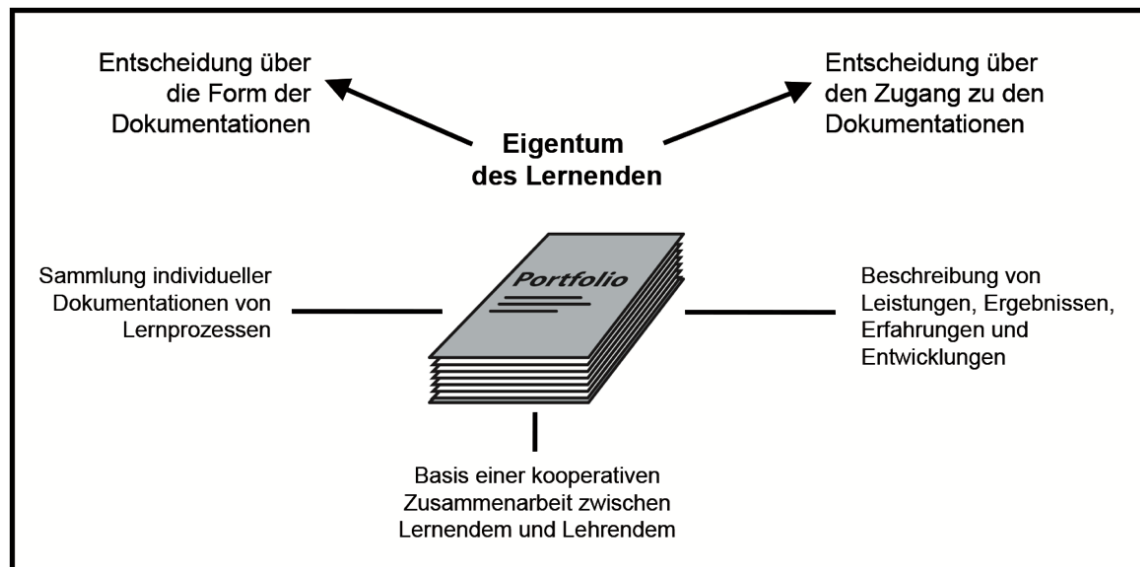 Entscheidung über
die Form der
Dokumentationen
Entscheidung über
den Zugang zu den
Dokumentationen
Eigentum
des Lernenden
Sammlung individueller
Dokumentationen von
Lernprozessen
Portfolio
Beschreibung von
Leistungen, Ergebnissen,
Erfahrungen und
Entwicklungen
Basis einer kooperativen
Zusammenarbeit zwischen
Lernendem und Lehrendem